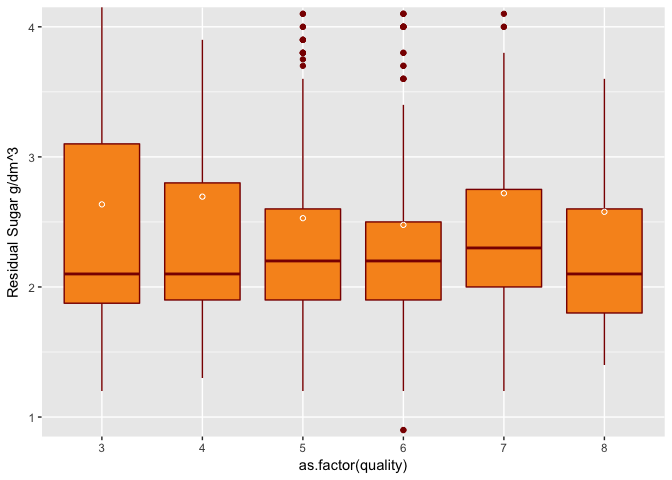 Residual Sugar g/dm^3
4
3
2
1
3 4 5 6 7 8
as.factor(quality)